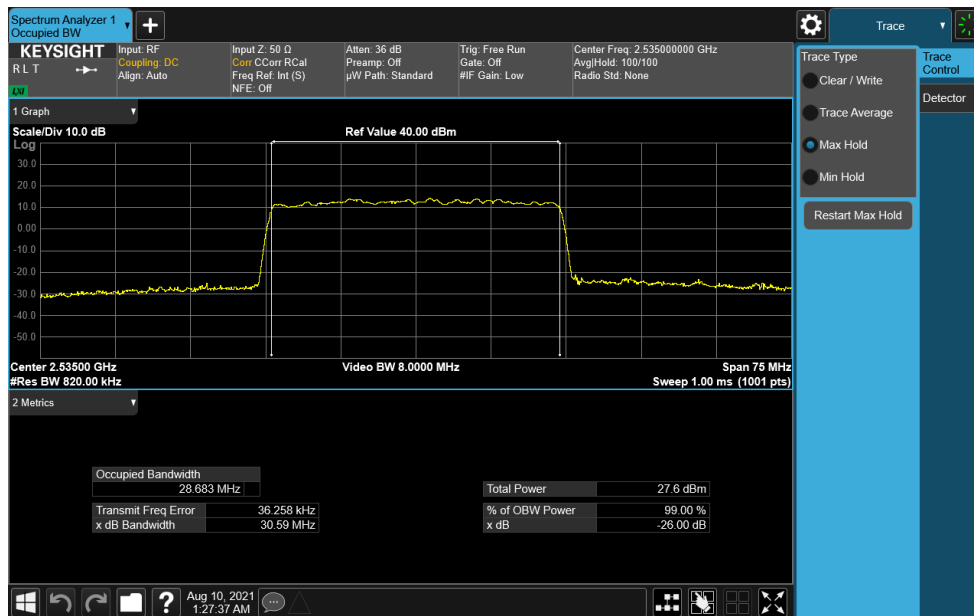 Spectrum Analyzer 1
Occupied BW
+
Trace
KEYSIGHT
R L T
LXI
Input: RF
Coupling: DC
Align: Auto
Input Z: 50 Ω
Corr CCorr RCal
Freq Ref: Int (S)
NFE: Off
Atten: 36 dB
Preamp: Off
µW Path: Standard
Trig: Free Run
Gate: Off
#IF Gain: Low
Center Freq: 2.535000000 GHz
Avg|Hold: 100/100
Radio Std: None
Trace Type
Clear / Write
Trace Average
Max Hold
Min Hold
Restart Max Hold
Trace
Control
Detector
1 Graph
Scale/Div 10.0 dB
Ref Value 40.00 dBm
Log
30.0
20.0
10.0
0.00
-10.0
-20.0
-30.0
-40.0
-50.0
Center 2.53500 GHz
Video BW 8.0000 MHz
Span 75 MHz
#Res BW 820.00 kHz
Sweep 1.00 ms (1001 pts)
2 Metrics
Occupied Bandwidth
28.683 MHz
Transmit Freq Error 36.258 kHz
x dB Bandwidth 30.59 MHz
Total Power 27.6 dBm
% of OBW Power 99.00 %
x dB -26.00 dB
?
Aug 10, 2021
1:27:37 AM